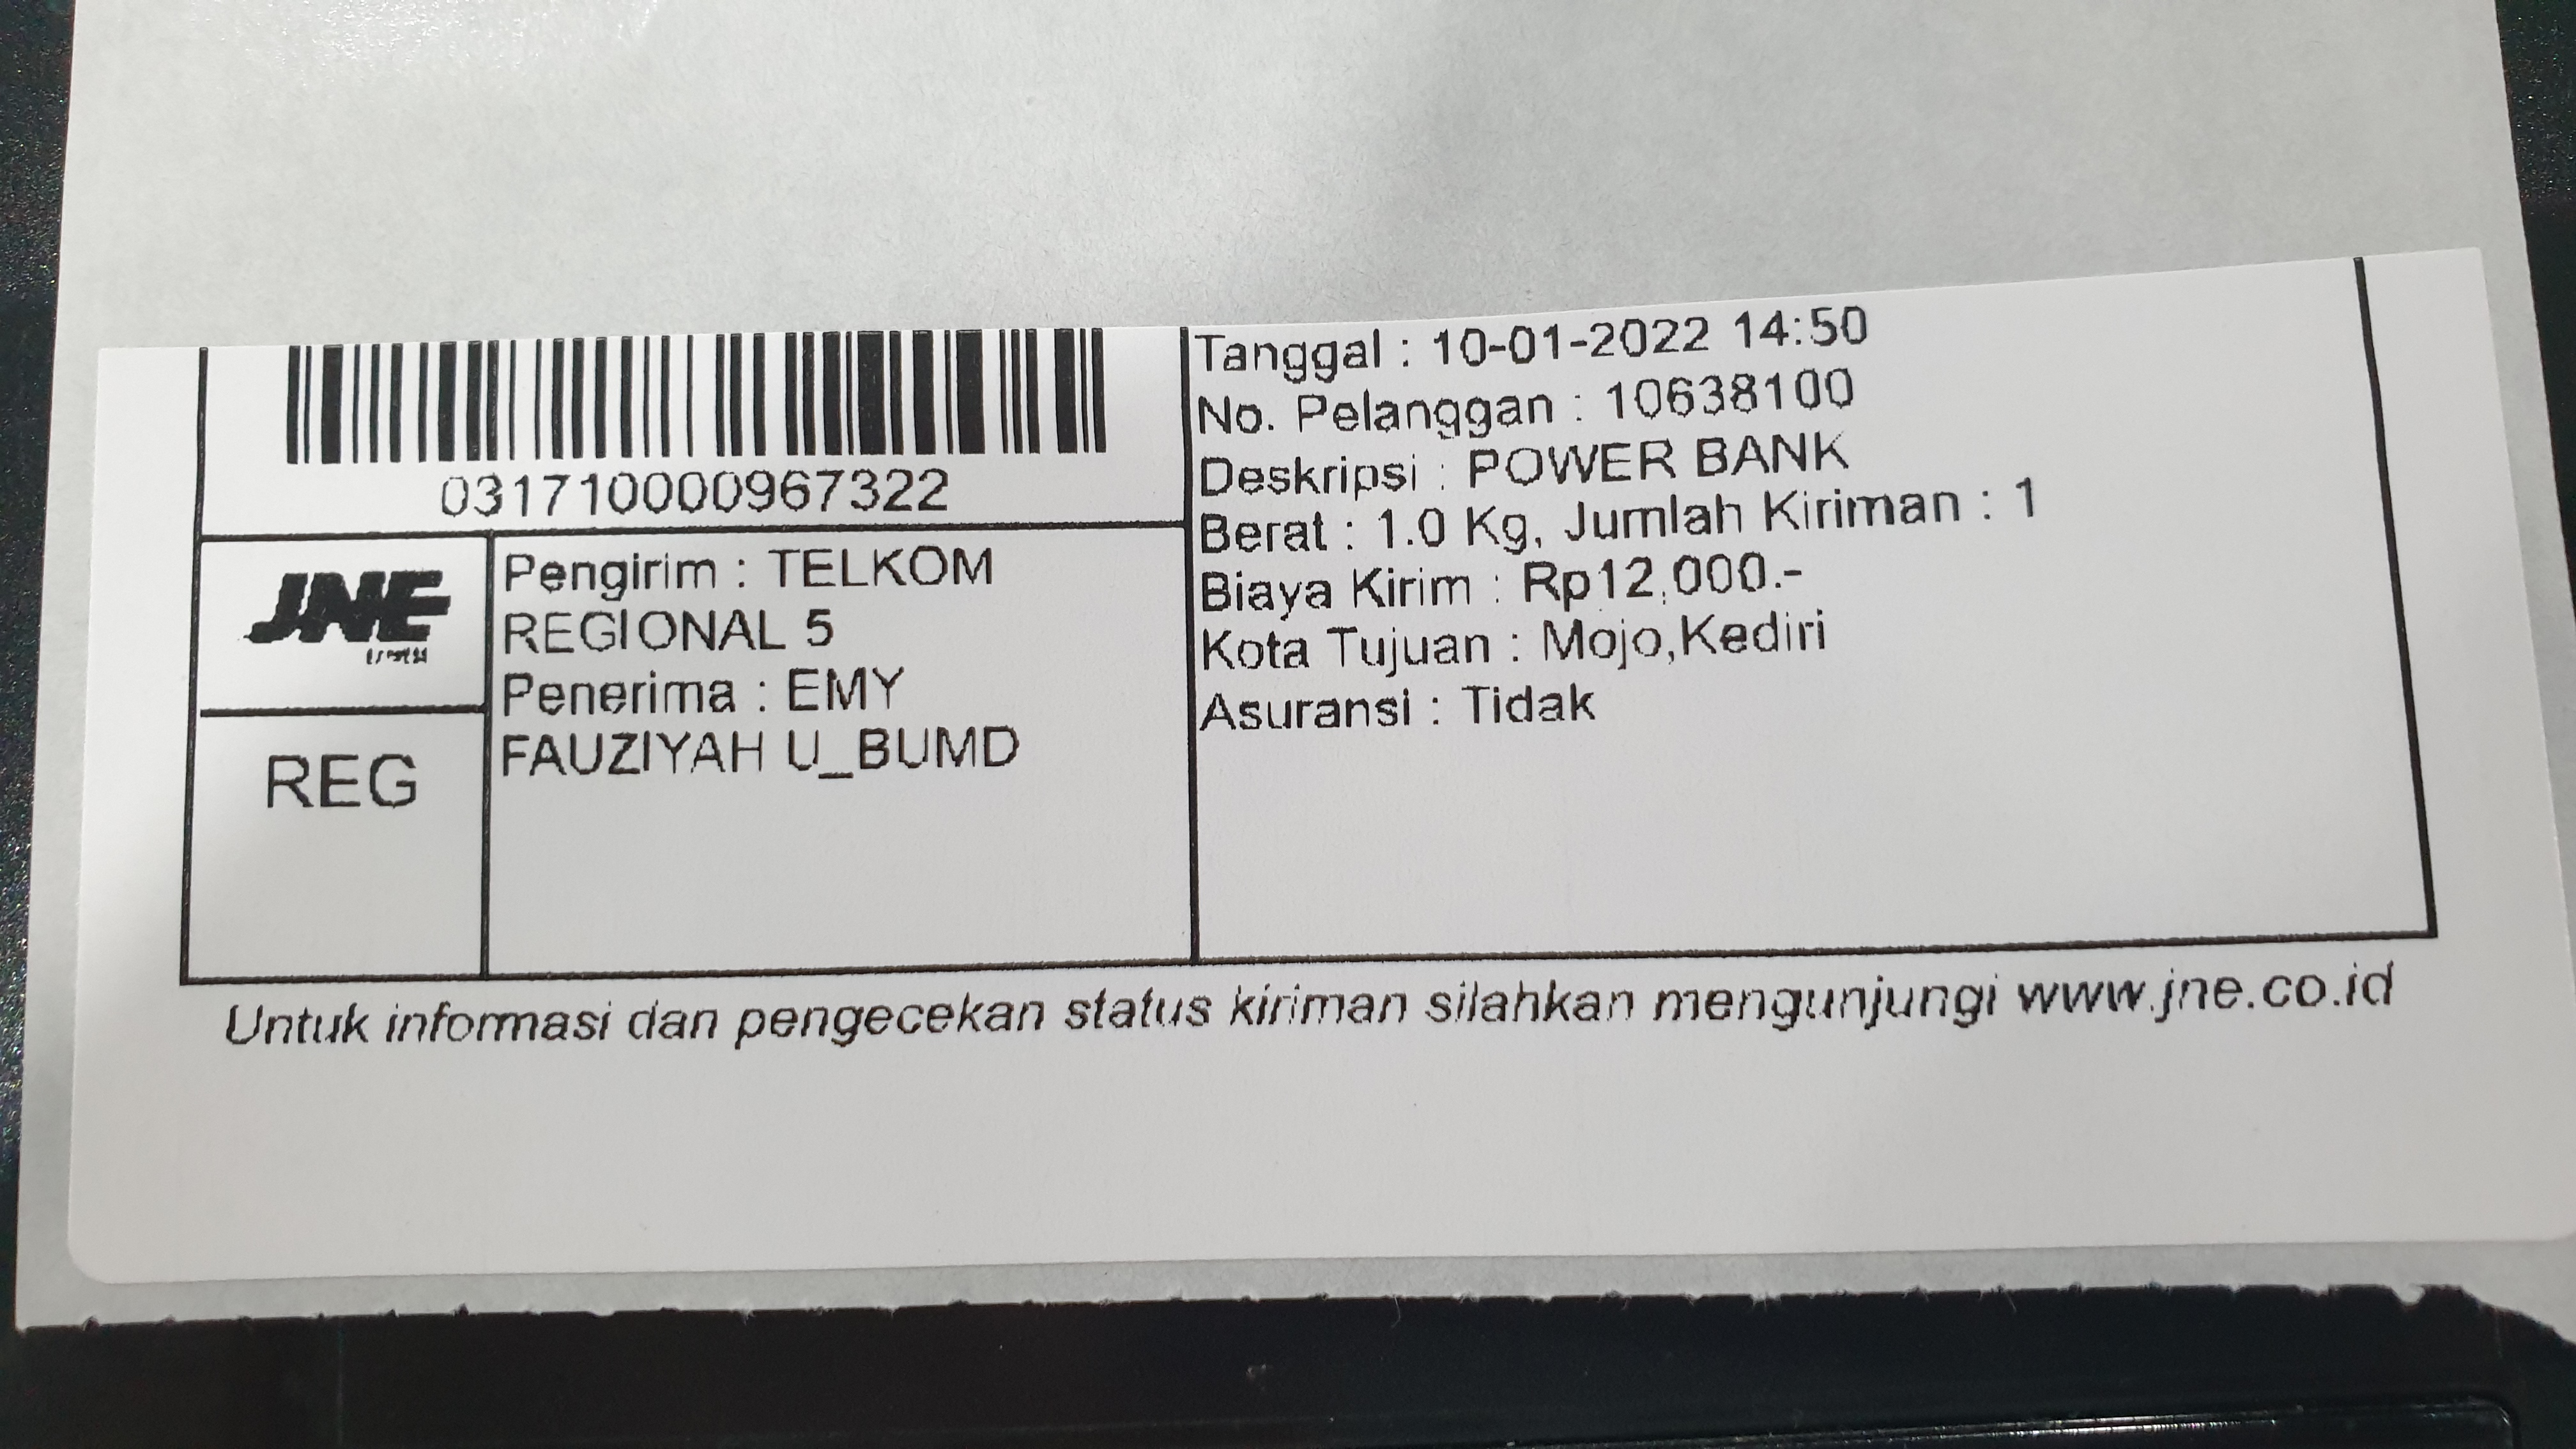 031710000967322
JNE
REG
Pengirim : TELKOM
REGIONAL 5
Penerima : EMY
FAUZIYAH U_BUMD
Tanggal : 10-01-2022 14:50
No. Pelanggan : 10638100
Deskripsi : POWER BANK
Berat : 1.0 Kg, Jumlah Kiriman : 1
Biaya Kirim : Rp12,000.-
Kota Tujuan : Mojo,Kediri
Asuransi : Tidak
Untuk informasi dan pengecekan status kiriman silahkan mengunjungi www.jne.co.id